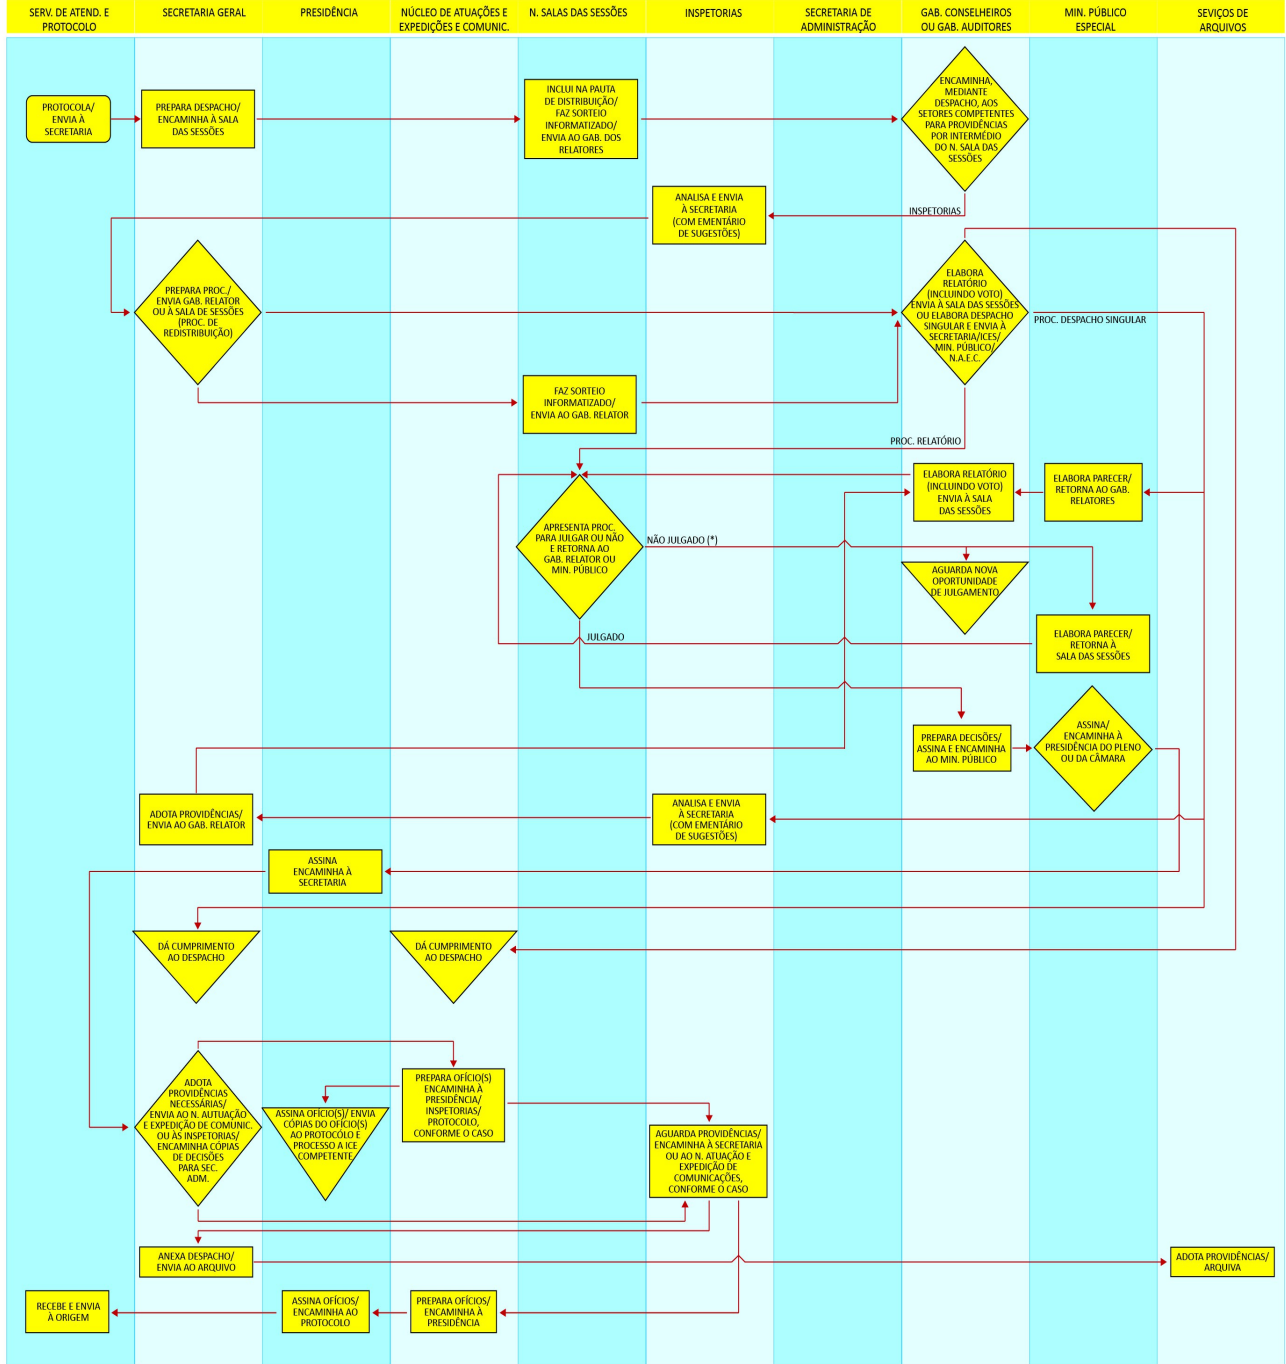 SERV. DE ATEND. E
PROTOCOLO
SECRETARIA GERAL
PRESIDÊNCIA
NÚCLEO DE ATUAÇÕES E
EXPEDIÇÕES E COMUNIC.
N. SALAS DAS SESSÕES
INSPETORIAS
SECRETARIA DE
ADMINISTRAÇÃO
GAB. CONSELHEIROS
OU GAB. AUDITORES
MIN. PÚBLICO
ESPECIAL
SEVIÇOS DE
ARQUIVOS
PROTOCOLA/
ENVIA À
SECRETARIA
PREPARA DESPACHO/
ENCAMINHA À SALA
DAS SESSÕES
INCLUI NA PAUTA
DE DISTRIBUIÇÃO/
FAZ SORTEIO
INFORMATIZADO/
ENVIA AO GAB. DOS
RELATORES
ENCAMINHA,
MEDIANTE
DESPACHO, AOS
SETORES COMPETENTES
PARA PROVIDÊNCIAS
POR INTERMÉDIO
DO N. SALA DAS
SESSÕES
ANALISA E ENVIA
À SECRETARIA
(COM EMENTÁRIO
DE SUGESTÕES)
INSPETORIAS
PREPARA PROC./
ENVIA GAB. RELATOR
OU À SALA DE SESSÕES
(PROC. DE
REDISTRIBUIÇÃO)
ELABORA
RELATÓRIO
(INCLUINDO VOTO)
ENVIA À SALA DAS SESSÕES
OU ELABORA DESPACHO
SINGULAR E ENVIA À
SECRETARIA/ICES/
MIN. PÚBLICO/
N.A.E.C.
PROC. DESPACHO SINGULAR
FAZ SORTEIO
INFORMATIZADO/
ENVIA AO GAB. RELATOR
PROC. RELATÓRIO
ELABORA RELATÓRIO
(INCLUINDO VOTO)
ENVIA À SALA
DAS SESSÕES
ELABORA PARECER/
RETORNA AO GAB.
RELATORES
APRESENTA PROC.
PARA JULGAR OU NÃO
E RETORNA AO
GAB. RELATOR OU
MIN. PÚBLICO
NÃO JULGADO (*)
AGUARDA NOVA
OPORTUNIDADE
DE JULGAMENTO
JULGADO
ELABORA PARECER/
RETORNA À
SALA DAS SESSÕES
PREPARA DECISÕES/
ASSINA E ENCAMINHA
AO MIN. PÚBLICO
ASSINA/
ENCAMINHA À
PRESIDÊNCIA DO PLENO
OU DA CÂMARA
ADOTA PROVIDÊNCIAS/
ENVIA AO GAB. RELATOR
ANALISA E ENVIA
À SECRETARIA
(COM EMENTÁRIO
DE SUGESTÕES)
ASSINA
ENCAMINHA À
SECRETARIA
DÁ CUMPRIMENTO
AO DESPACHO
DÁ CUMPRIMENTO
AO DESPACHO
ADOTA
PROVIDÊNCIAS
NECESSÁRIAS/
ENVIA AO N. AUTUAÇÃO
E EXPEDIÇÃO DE COMUNIC.
OU ÀS INSPETORIAS/
ENCAMINHA CÓPIAS
DE DECISÕES
PARA SEC.
ADM.
ASSINA OFÍCIO(S)/ ENVIA
CÓPIAS DO OFÍCIO(S)
AO PROTOCÓLO E
PROCESSO A ICE
COMPETENTE
PREPARA OFÍCIO(S)
ENCAMINHA À
PRESIDÊNCIA/
INSPETORIAS/
PROTOCOLO,
CONFORME O CASO
AGUARDA PROVIDÊNCIAS/
ENCAMINHA À SECRETARIA
OU AO N. ATUAÇÃO E
EXPEDIÇÃO DE
COMUNICAÇÕES,
CONFORME O CASO
ANEXA DESPACHO/
ENVIA AO ARQUIVO
ADOTA PROVIDÊNCIAS/
ARQUIVA
RECEBE E ENVIA
À ORIGEM
ASSINA OFÍCIOS/
ENCAMINHA AO
PROTOCOLO
PREPARA OFÍCIOS/
ENCAMINHA À
PRESIDÊNCIA